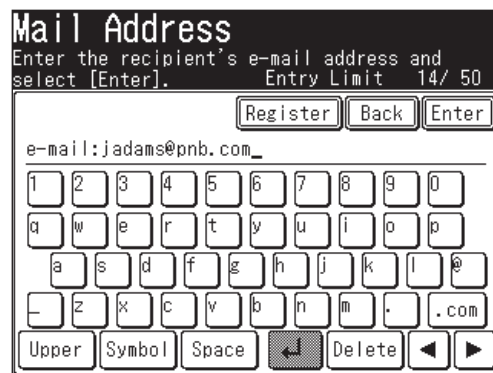 Mail Address
Enter the recipient's e-mail address and
select [Enter]. Entry Limit 14/ 50
Register Back Enter
e-mail:jadams@pnb.com_
1 2 3 4 5 6 7 8 9 0
q w e r t y u i o p
a s d f g h j k l @
_ z x c v b n m . .com
Upper Symbol Space ↵ Delete ◀ ▶